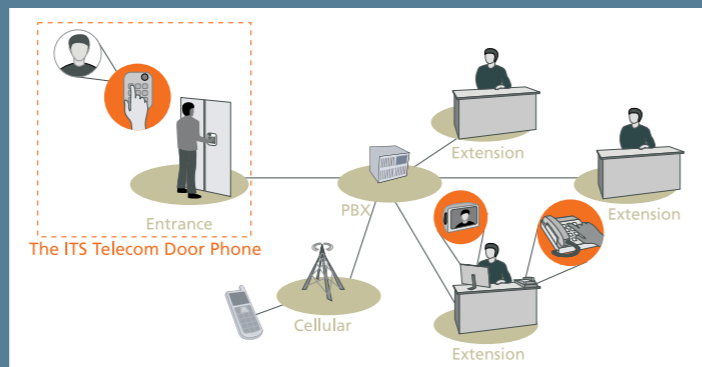 Extension
Extension
PBX
Entrance
The ITS Telecom Door Phone
Cellular
Extension